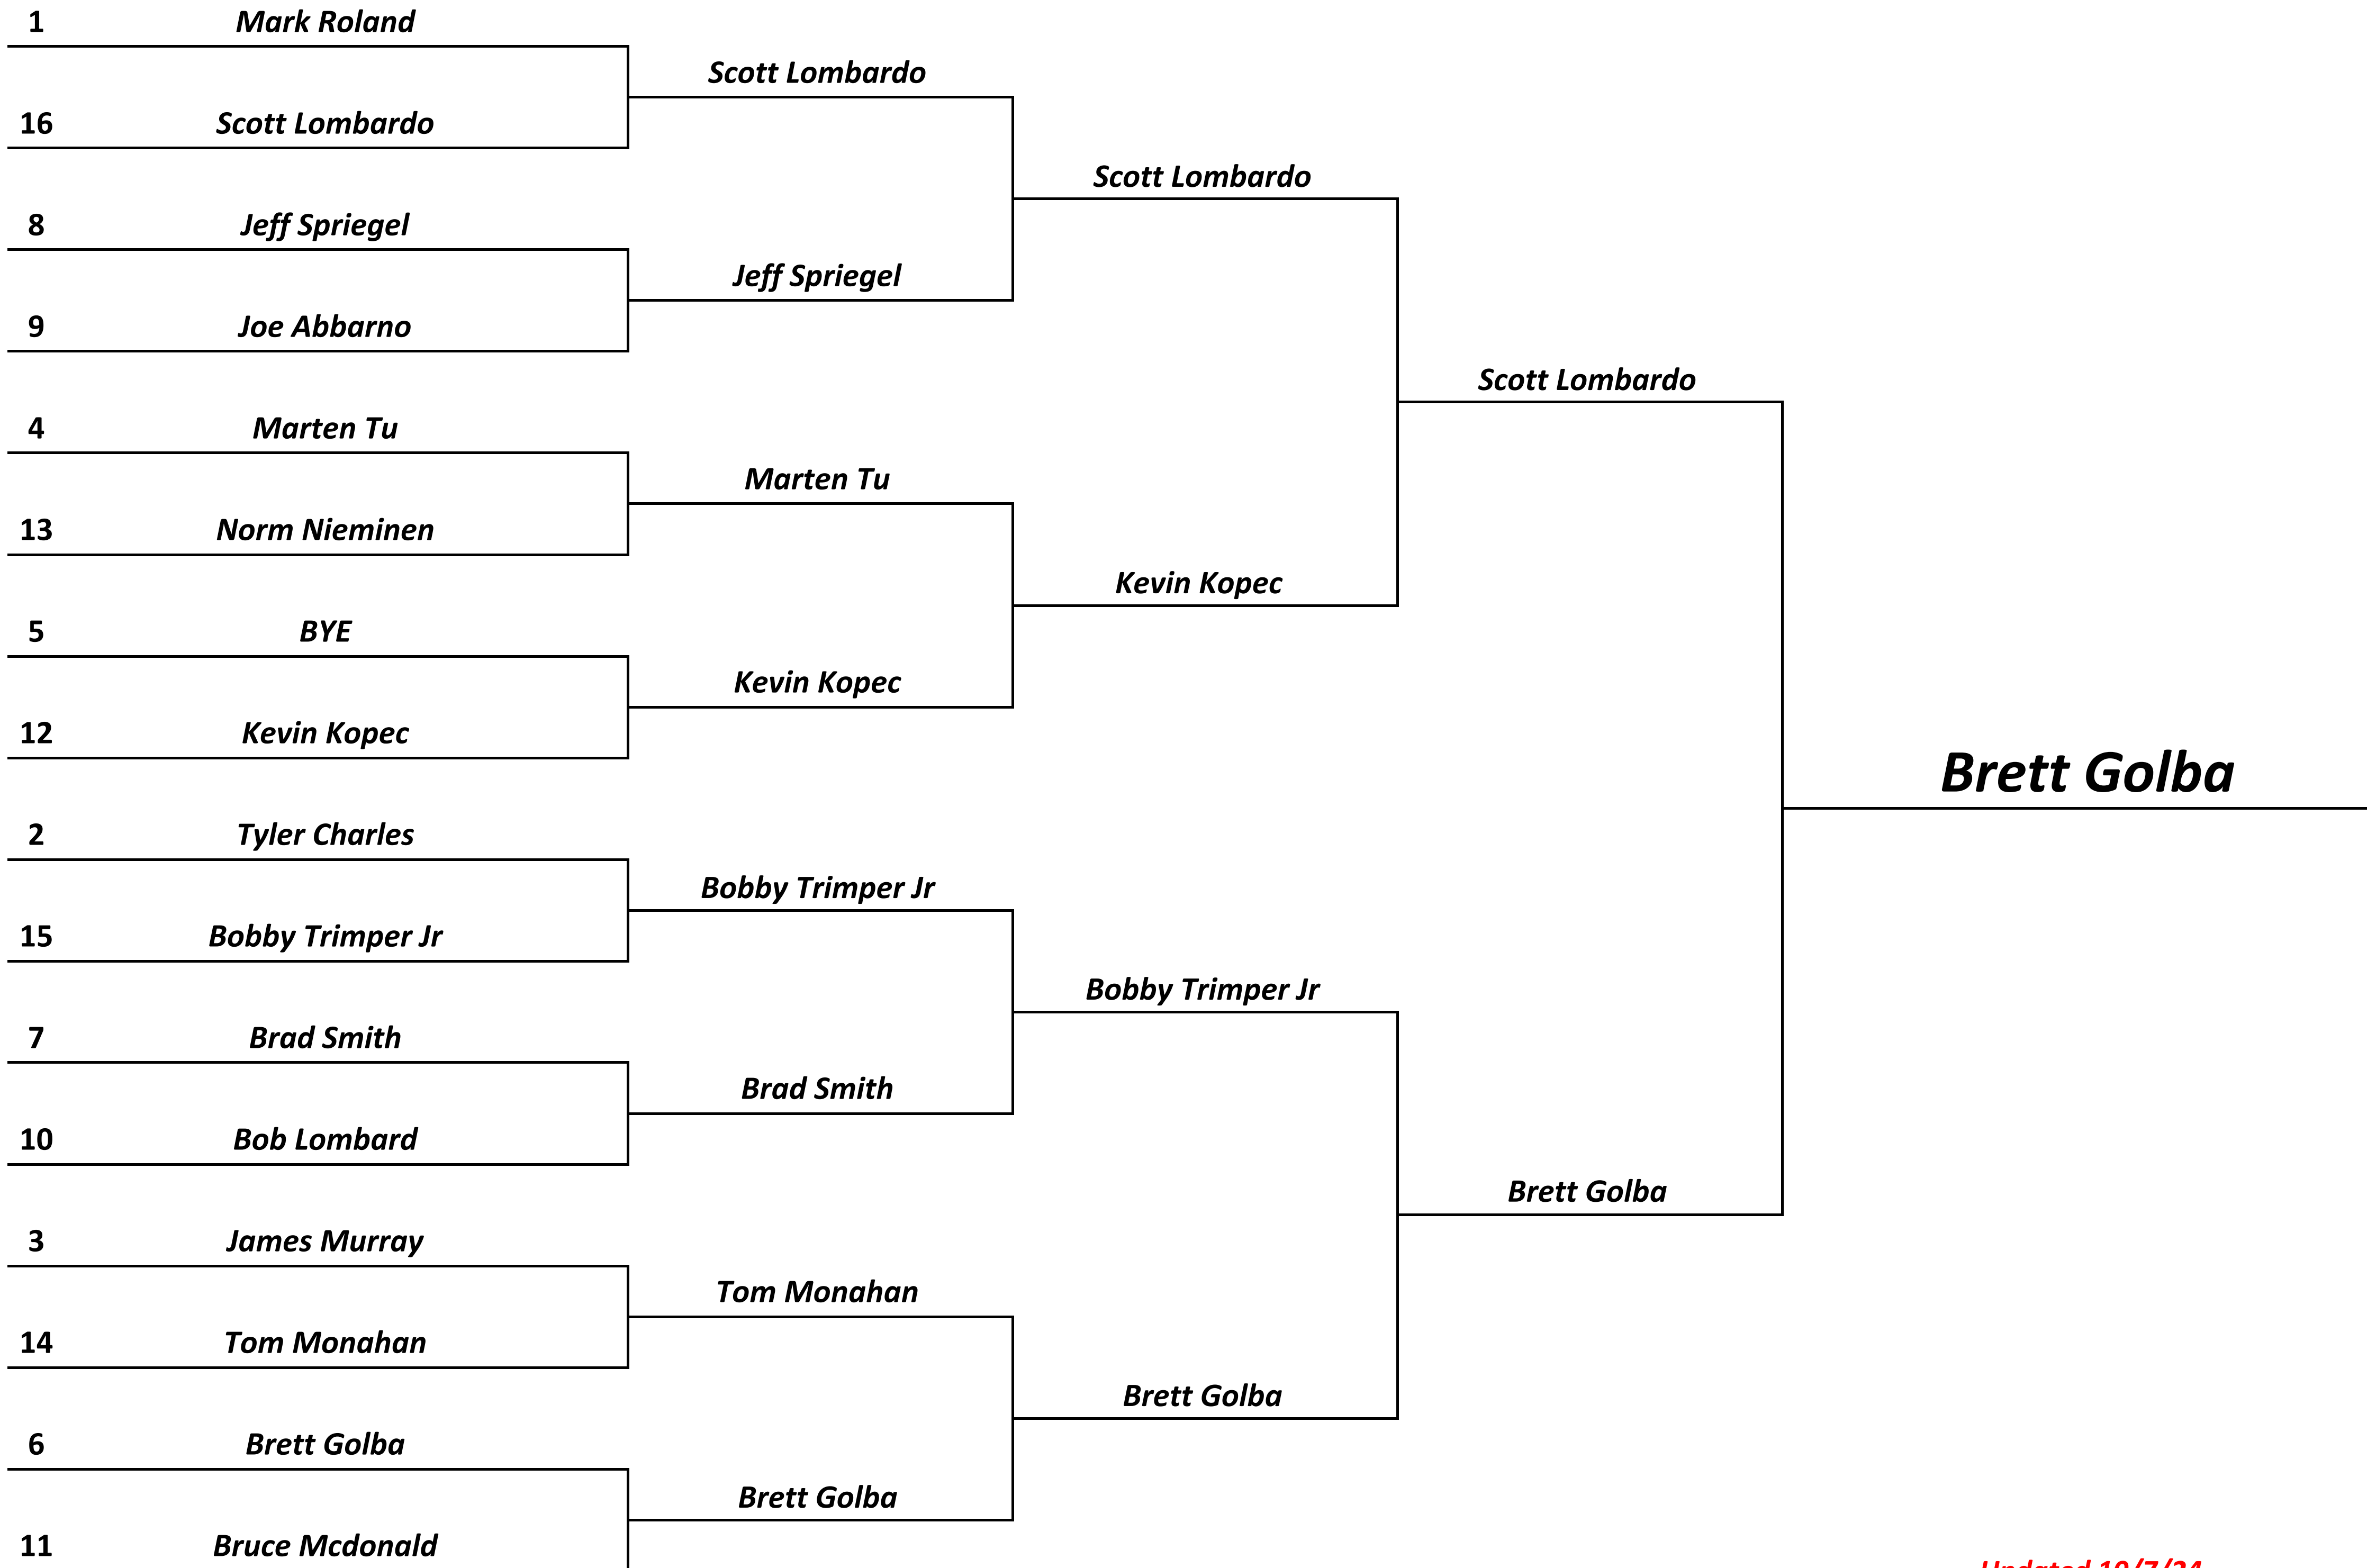 1 Mark Roland
Scott Lombardo
16 Scott Lombardo
Scott Lombardo
8 Jeff Spriegel
Jeff Spriegel
9 Joe Abbarno
Scott Lombardo
4 Marten Tu
Marten Tu
13 Norm Nieminen
Kevin Kopec
5 BYE
Kevin Kopec
12 Kevin Kopec
Brett Golba
2 Tyler Charles
Bobby Trimper Jr
15 Bobby Trimper Jr
Bobby Trimper Jr
7 Brad Smith
Brad Smith
10 Bob Lombard
Brett Golba
3 James Murray
Tom Monahan
14 Tom Monahan
Brett Golba
6 Brett Golba
Brett Golba
11 Bruce Mcdonald
Updated 10/7/24